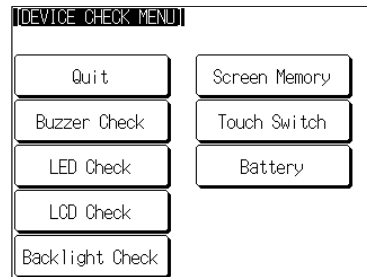 [DEVICE CHECK MENU]
Quit
Buzzer Check
LED Check
LCD Check
Backlight Check
Screen Memory
Touch Switch
Battery